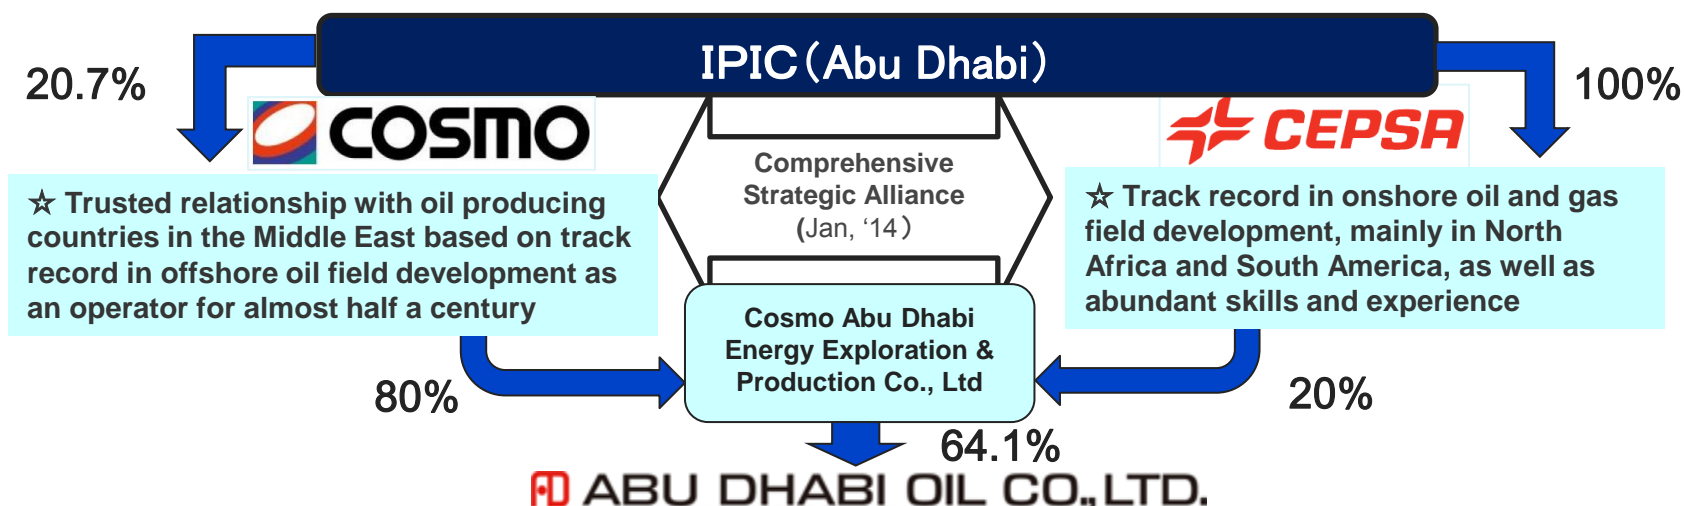 IPIC（Abu Dhabi）
20.7%
100%
COSMO
CEPSA
Comprehensive
Strategic Alliance
(Jan, ‘14）
☆ Trusted relationship with oil producing
countries in the Middle East based on track
record in offshore oil field development as
an operator for almost half a century
☆ Track record in onshore oil and gas
field development, mainly in North
Africa and South America, as well as
abundant skills and experience
Cosmo Abu Dhabi
Energy Exploration &
Production Co., Ltd
80%
20%
64.1%
ABU DHABI OIL CO.,LTD.